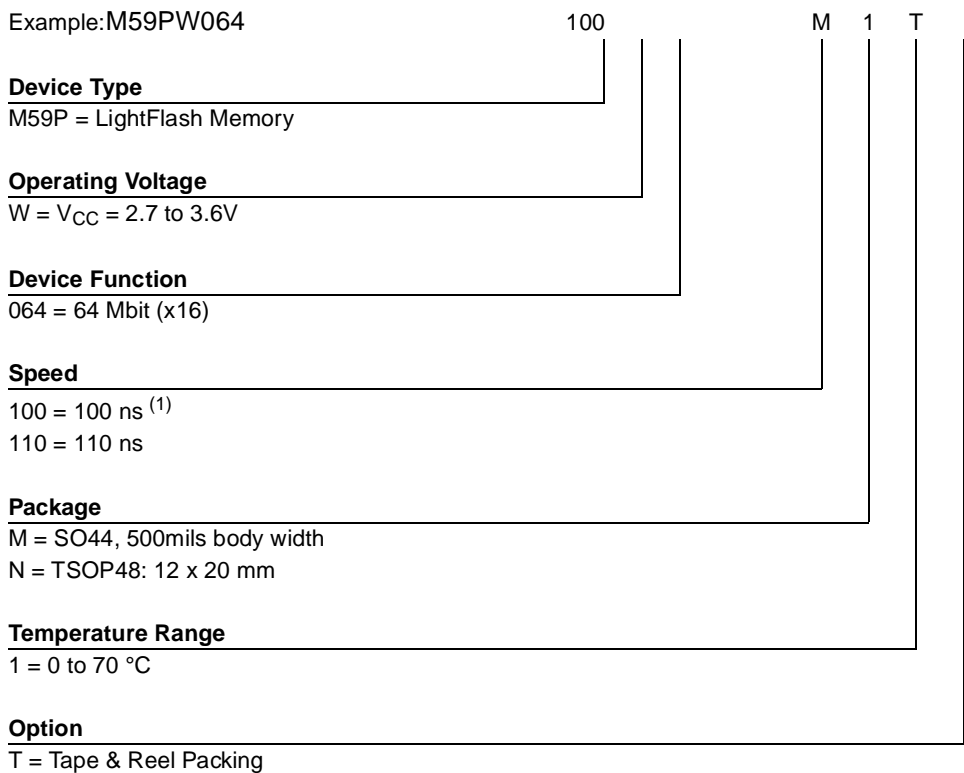 Example:M59PW064 100 M 1 T
Device Type
M59P = LightFlash Memory
Operating Voltage
W = VCC = 2.7 to 3.6V
Device Function
064 = 64 Mbit (x16)
Speed
100 = 100 ns (1)
110 = 110 ns
Package
M = SO44, 500mils body width
N = TSOP48: 12 x 20 mm
Temperature Range
1 = 0 to 70 °C
Option
T = Tape & Reel Packing